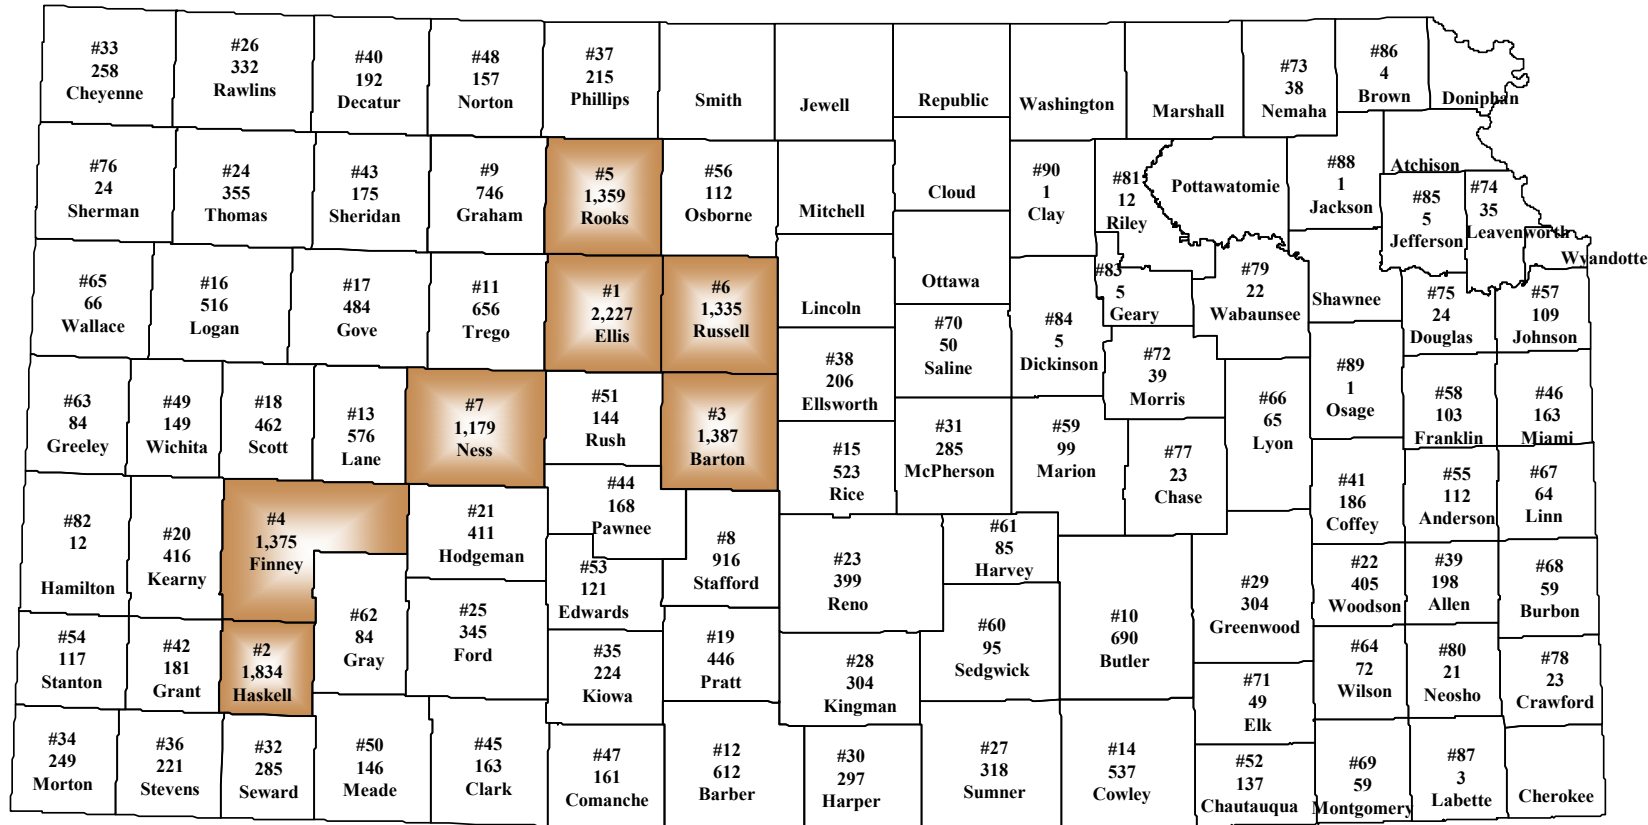 #33
258
Cheyenne
#26
332
Rawlins
#40
192
Decatur
#48
157
Norton
#37
215
Phillips
Smith
Jewell
Republic
Washington
Marshall
#73
38
Nemaha
#86
4
Brown
Doniphan
#76
24
Sherman
#24
355
Thomas
#43
175
Sheridan
#9
746
Graham
#5
1,359
Rooks
#56
112
Osborne
Mitchell
Cloud
#90
1
Clay
#81
12
Riley
Pottawatomie
#88
1
Jackson
Atchison
#85
5
Jefferson
#74
35
Leavenworth
Wyandotte
#65
66
Wallace
#16
516
Logan
#17
484
Gove
#11
656
Trego
#1
2,227
Ellis
#6
1,335
Russell
Lincoln
Ottawa
#70
50
Saline
#84
5
Dickinson
#83
5
Geary
#79
22
Wabaunsee
Shawnee
#75
24
Douglas
#57
109
Johnson
#63
84
Greeley
#49
149
Wichita
#18
462
Scott
#13
576
Lane
#7
1,179
Ness
#51
144
Rush
#3
1,387
Barton
#38
206
Ellsworth
#15
523
Rice
#31
285
McPherson
#59
99
Marion
#72
39
Morris
#77
23
Chase
#66
65
Lyon
#89
1
Osage
#58
103
Franklin
#46
163
Miami
#82
12
Hamilton
#20
416
Kearny
#4
1,375
Finney
#21
411
Hodgeman
#44
168
Pawnee
#53
121
Edwards
#8
916
Stafford
#23
399
Reno
#61
85
Harvey
#60
95
Sedgwick
#10
690
Butler
#29
304
Greenwood
#41
186
Coffey
#55
112
Anderson
#67
64
Linn
#22
405
Woodson
#39
198
Allen
#68
59
Burbon
#54
117
Stanton
#42
181
Grant
#2
1,834
Haskell
#62
84
Gray
#25
345
Ford
#35
224
Kiowa
#19
446
Pratt
#28
304
Kingman
#71
49
Elk
#64
72
Wilson
#80
21
Neosho
#78
23
Crawford
#34
249
Morton
#36
221
Stevens
#32
285
Seward
#50
146
Meade
#45
163
Clark
#47
161
Comanche
#12
612
Barber
#30
297
Harper
#27
318
Sumner
#14
537
Cowley
#52
137
Chautauqua
#69
59
Montgomery
#87
3
Labette
Cherokee